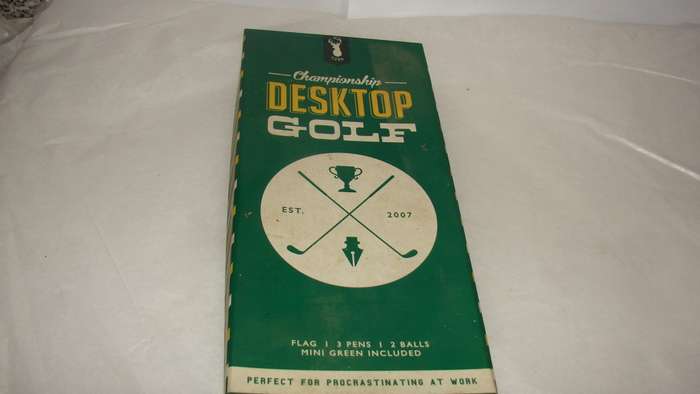 Championship
DESKTOP
GOLF
EST. 2007
FLAG | 3 PENS | 2 BALLS
MINI GREEN INCLUDED
PERFECT FOR PROCRASTINATING AT WORK